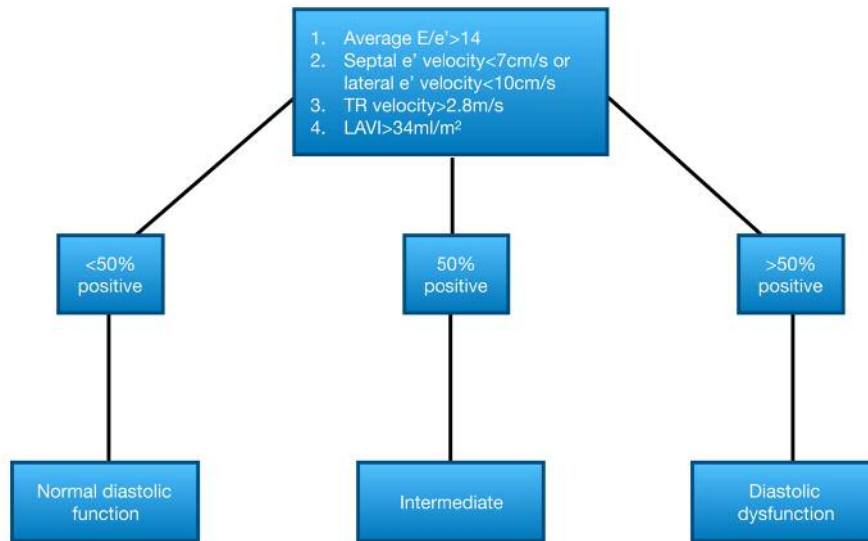 1. Average E/e'>14
2. Septal e' velocity<7cm/s or
lateral e' velocity<10cm/s
3. TR velocity>2.8m/s
4. LAVI>34ml/m²
<50%
positive
50%
positive
>50%
positive
Normal diastolic
function
Intermediate
Diastolic
dysfunction